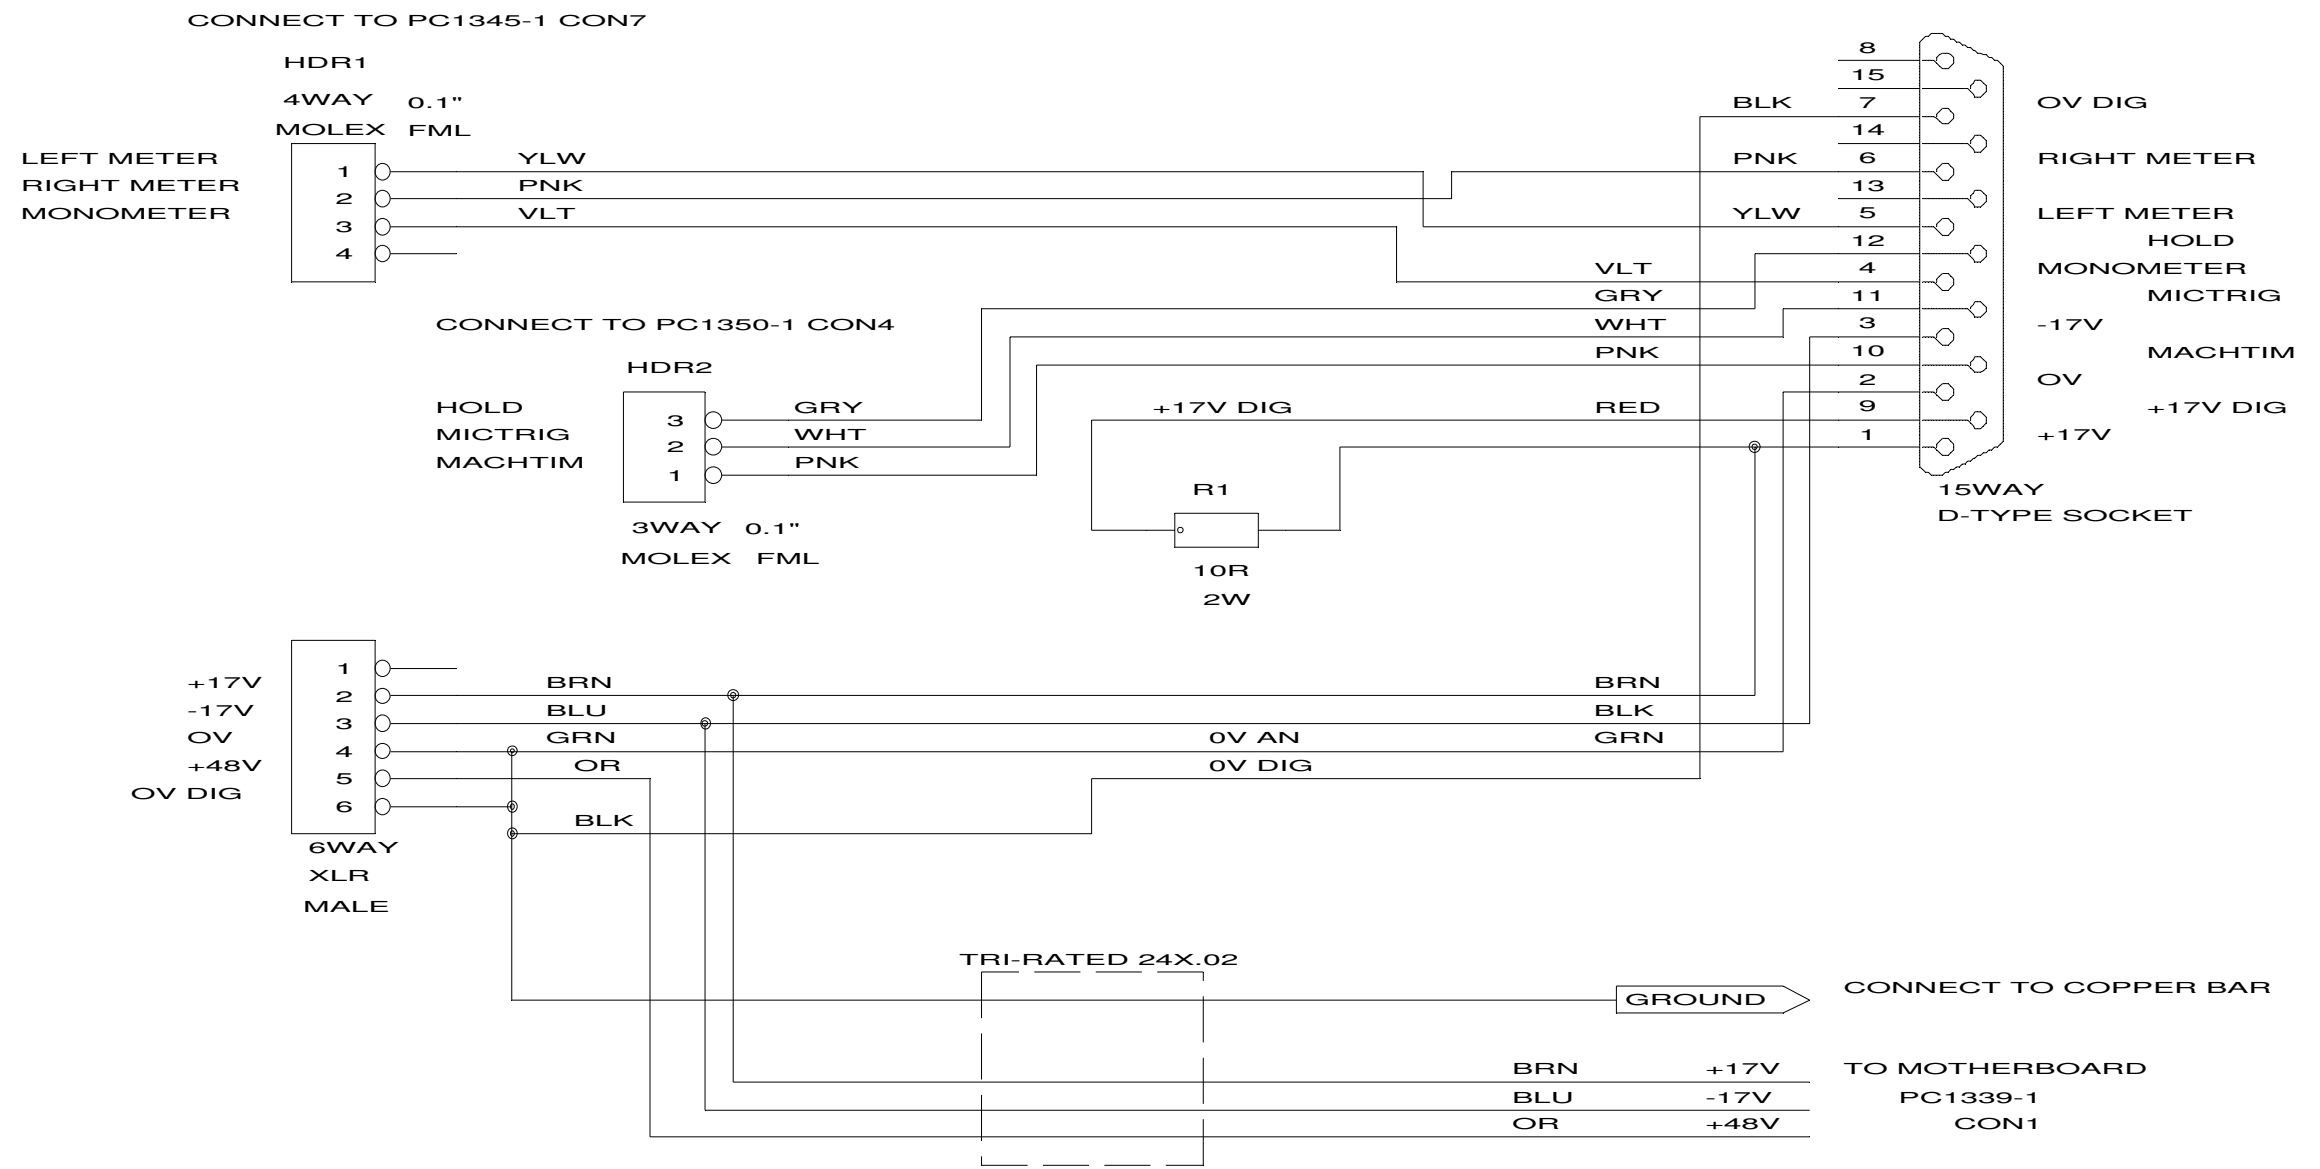 CONNECT TO PC1345-1 CON7
HDR1
4WAY 0.1"
MOLEX FML
LEFT METER 1 YLW
RIGHT METER 2 PNK
MONOMETER 3 VLT
4
8
15
BLK 7 OV DIG
14
PNK 6 RIGHT METER
13
YLW 5 LEFT METER
12 HOLD
VLT 4 MONOMETER
GRY 11 MICTRIG
WHT 3 -17V
PNK 10 MACHTIM
2 OV
+17V DIG RED 9 +17V DIG
1 +17V
15WAY
D-TYPE SOCKET
CONNECT TO PC1350-1 CON4
HDR2
HOLD 3 GRY
MICTRIG 2 WHT
MACHTIM 1 PNK
3WAY 0.1"
MOLEX FML
R1
10R
2W
1
+17V 2 BRN BRN
-17V 3 BLU BLK
OV 4 GRN 0V AN GRN
+48V 5 OR 0V DIG
OV DIG 6
BLK
6WAY
XLR
MALE
TRI-RATED 24X.02
GROUND CONNECT TO COPPER BAR
BRN +17V TO MOTHERBOARD
BLU -17V PC1339-1
OR +48V CON1